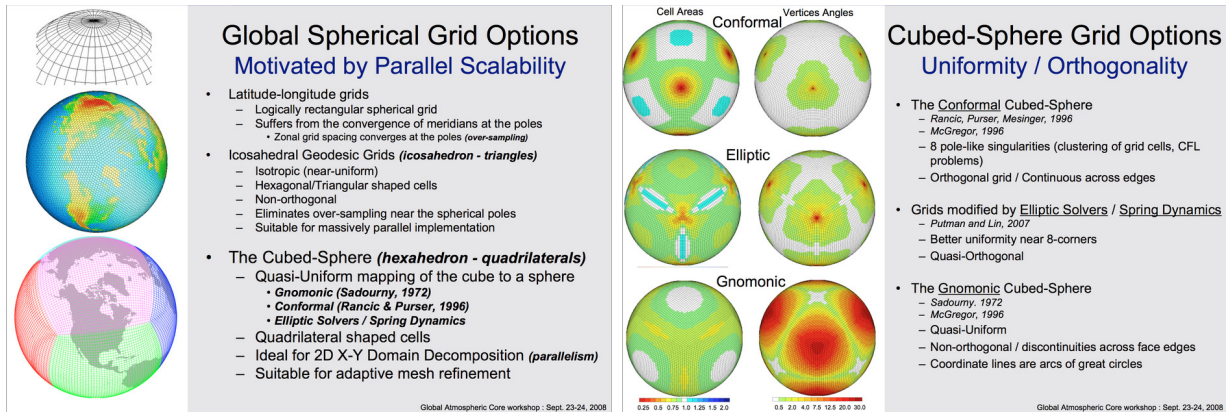 Global Spherical Grid Options
Motivated by Parallel Scalability
• Latitude-longitude grids
– Logically rectangular spherical grid
– Suffers from the convergence of meridians at the poles
• Zonal grid spacing converges at the poles (over-sampling)
• Icosahedral Geodesic Grids (icosahedron - triangles)
– Isotropic (near-uniform)
– Hexagonal/Triangular shaped cells
– Non-orthogonal
– Eliminates over-sampling near the spherical poles
– Suitable for massively parallel implementation
• The Cubed-Sphere (hexahedron - quadrilaterals)
– Quasi-Uniform mapping of the cube to a sphere
• Gnomonic (Sadourny, 1972)
• Conformal (Rancic & Purser, 1996)
• Elliptic Solvers / Spring Dynamics
– Quadrilateral shaped cells
– Ideal for 2D X-Y Domain Decomposition (parallelism)
– Suitable for adaptive mesh refinement
Global Atmospheric Core workshop : Sept. 23-24, 2008
Cell Areas
Vertices Angles
Conformal
Elliptic
Gnomonic
0.25 0.5 0.75 1.0 1.25 1.5 2.0
0.5 2.0 5.0 7.5 10.0 15.0 30.0
Cubed-Sphere Grid Options
Uniformity / Orthogonality
• The Conformal Cubed-Sphere
– Rancic, Purser, Mesinger, 1996
– McGregor, 1996
– 8 pole-like singularities (clustering of grid cells, CFL
problems)
– Orthogonal grid / Continuous across edges
• Grids modified by Elliptic Solvers / Spring Dynamics
– Putman and Lin, 2007
– Better uniformity near 8-corners
– Quasi-Orthogonal
• The Gnomonic Cubed-Sphere
– Sadourny. 1972
– McGregor, 1996
– Quasi-Uniform
– Non-orthogonal / discontinuities across face edges
– Coordinate lines are arcs of great circles
Global Atmospheric Core workshop : Sept. 23-24, 2008